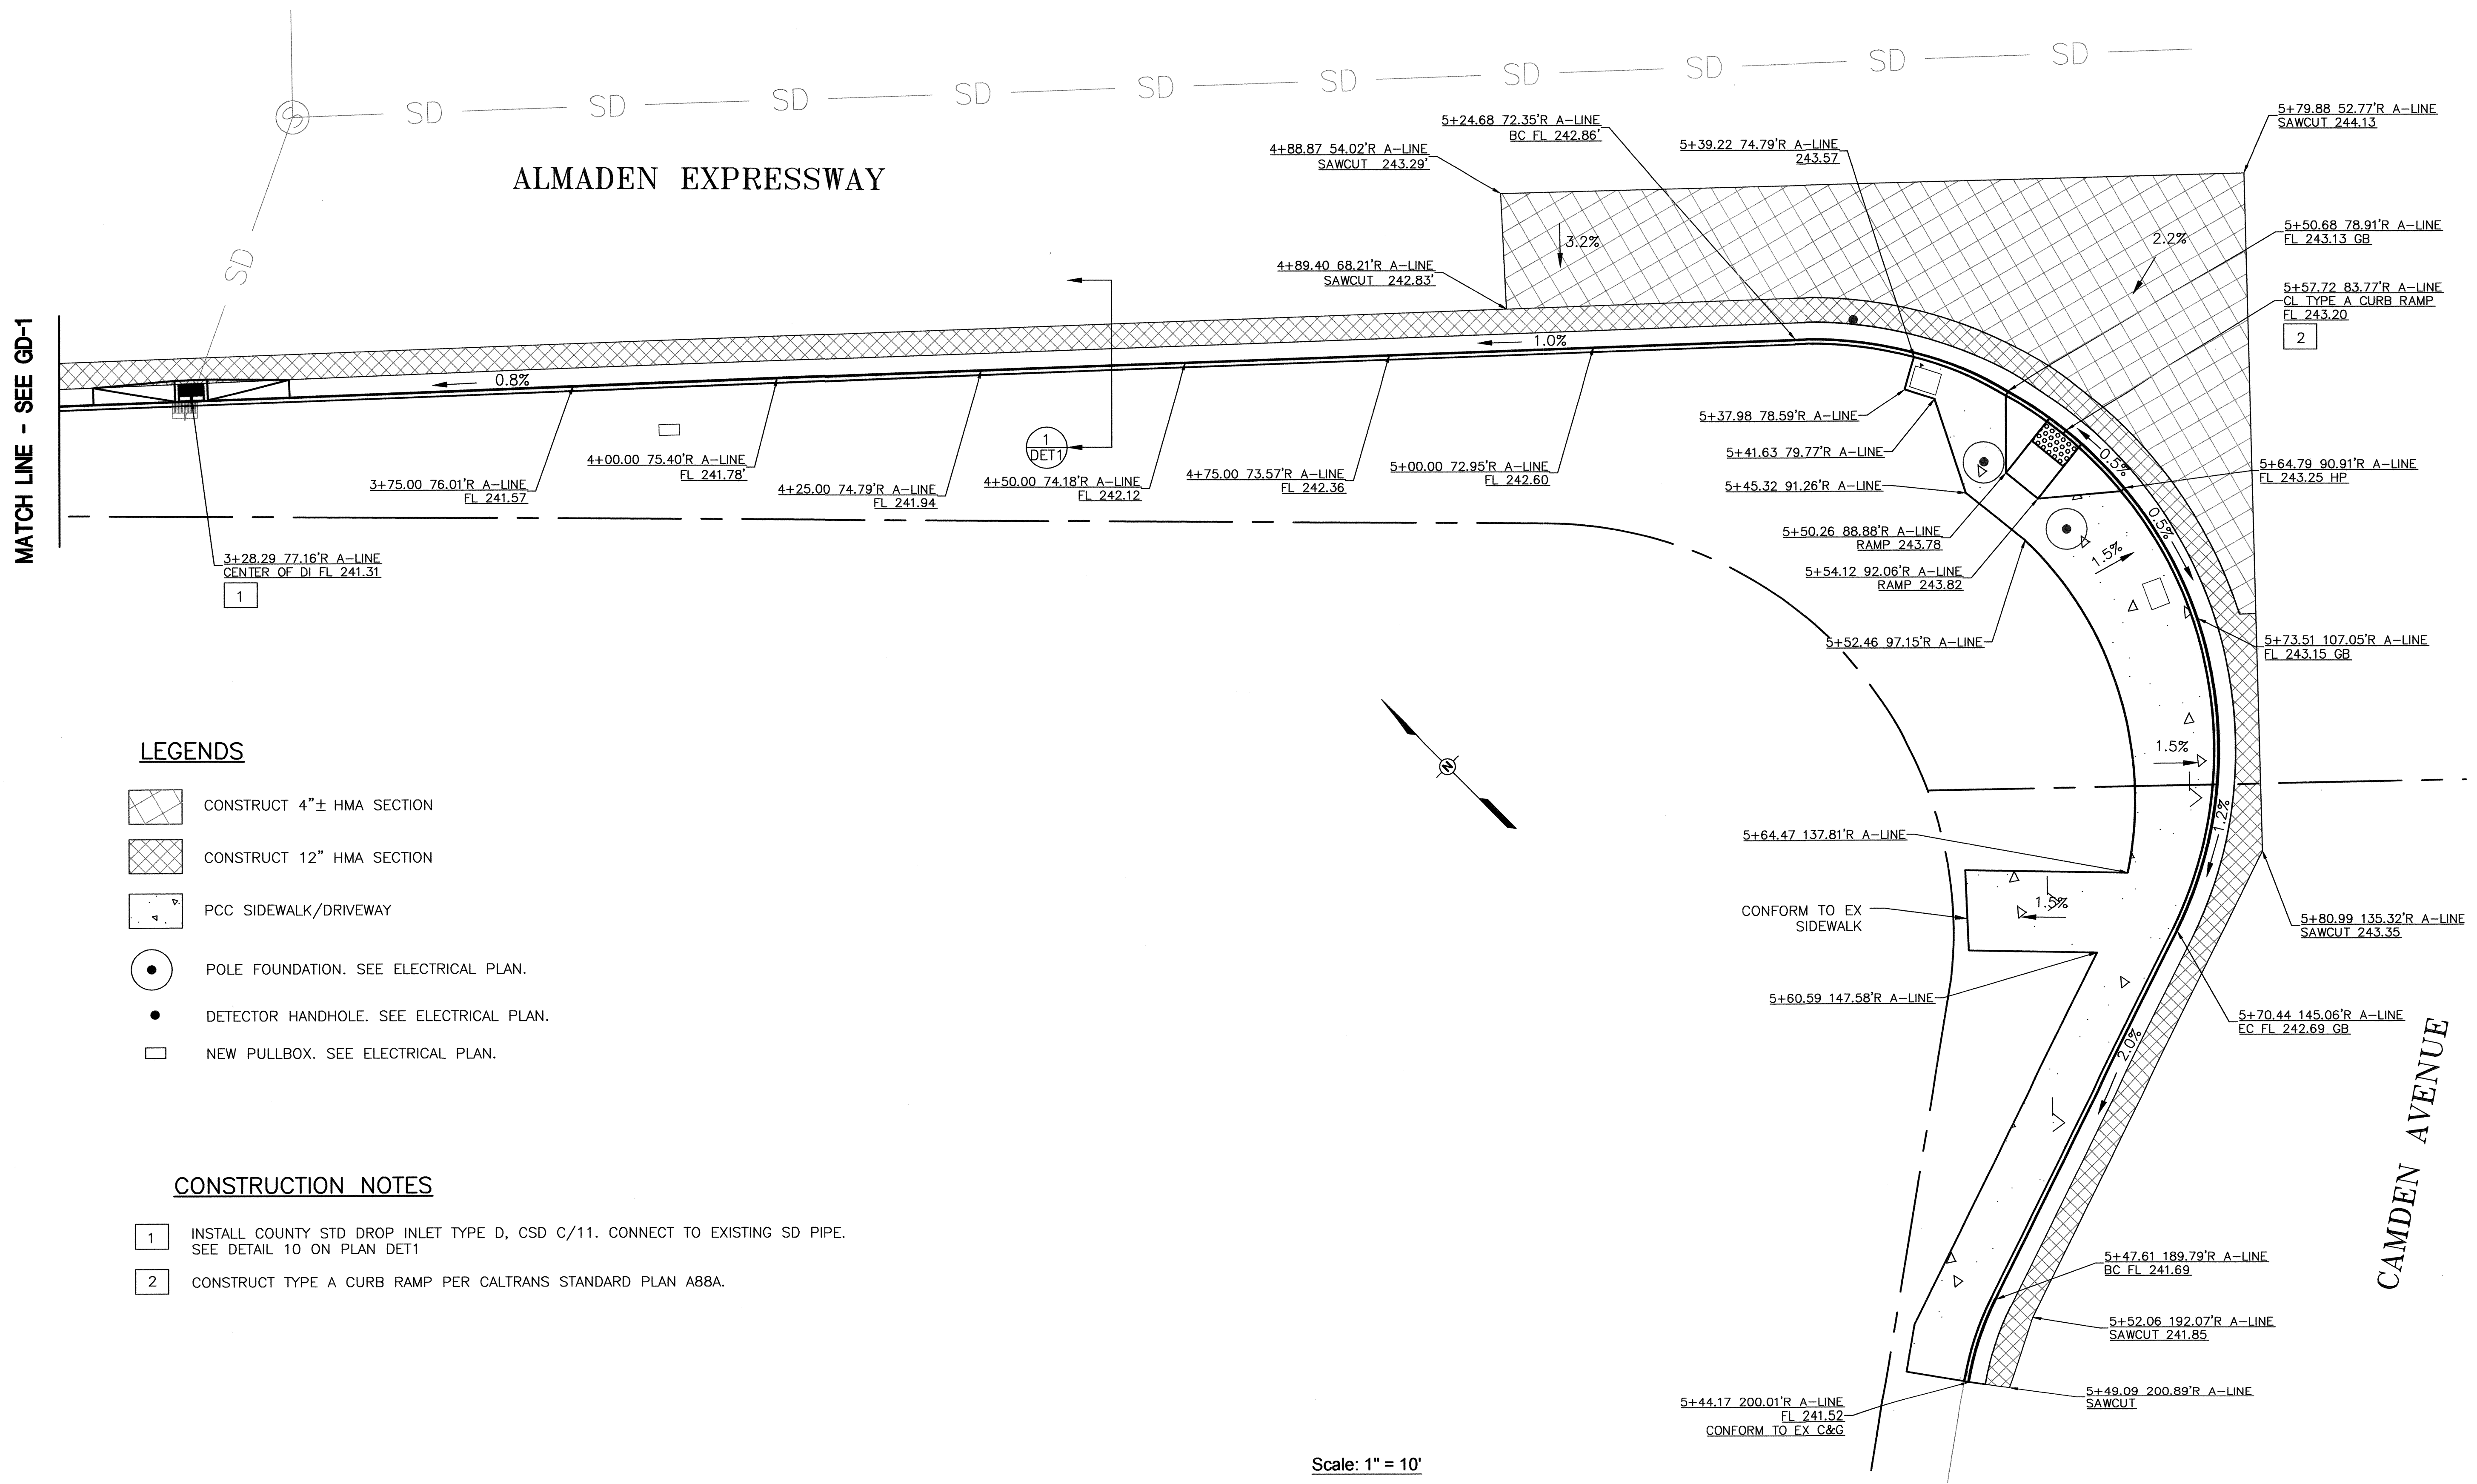 SD SD SD SD SD SD SD SD SD SD
S
SD
ALMADEN EXPRESSWAY
MATCH LINE - SEE GD-1
4+88.87 54.02'R A-LINE
SAWCUT 243.29'
5+24.68 72.35'R A-LINE
BC FL 242.86'
5+39.22 74.79'R A-LINE
243.57
5+79.88 52.77'R A-LINE
SAWCUT 244.13
4+89.40 68.21'R A-LINE
SAWCUT 242.83'
3.2%
2.2%
5+50.68 78.91'R A-LINE
FL 243.13 GB
5+57.72 83.77'R A-LINE
CL TYPE A CURB RAMP
FL 243.20
2
0.8%
1.0%
1
DET1
3+75.00 76.01'R A-LINE
FL 241.57
4+00.00 75.40'R A-LINE
FL 241.78'
4+25.00 74.79'R A-LINE
FL 241.94
4+50.00 74.18'R A-LINE
FL 242.12
4+75.00 73.57'R A-LINE
FL 242.36
5+00.00 72.95'R A-LINE
FL 242.60
3+28.29 77.16'R A-LINE
CENTER OF DI FL 241.31
1
5+37.98 78.59'R A-LINE
5+41.63 79.77'R A-LINE
5+45.32 91.26'R A-LINE
5+50.26 88.88'R A-LINE
RAMP 243.78
5+54.12 92.06'R A-LINE
RAMP 243.82
5+52.46 97.15'R A-LINE
0.5%
0.5%
1.5%
5+64.79 90.91'R A-LINE
FL 243.25 HP
5+73.51 107.05'R A-LINE
FL 243.15 GB
1.5%
1.2%
N
5+64.47 137.81'R A-LINE
CONFORM TO EX
SIDEWALK
1.5%
5+60.59 147.58'R A-LINE
5+80.99 135.32'R A-LINE
SAWCUT 243.35
5+70.44 145.06'R A-LINE
EC FL 242.69 GB
2.0%
CAMDEN AVENUE
5+47.61 189.79'R A-LINE
BC FL 241.69
5+52.06 192.07'R A-LINE
SAWCUT 241.85
5+49.09 200.89'R A-LINE
SAWCUT
5+44.17 200.01'R A-LINE
FL 241.52
CONFORM TO EX C&G
LEGENDS
CONSTRUCT 4"± HMA SECTION
CONSTRUCT 12" HMA SECTION
PCC SIDEWALK/DRIVEWAY
POLE FOUNDATION. SEE ELECTRICAL PLAN.
DETECTOR HANDHOLE. SEE ELECTRICAL PLAN.
NEW PULLBOX. SEE ELECTRICAL PLAN.
CONSTRUCTION NOTES
1 INSTALL COUNTY STD DROP INLET TYPE D, CSD C/11. CONNECT TO EXISTING SD PIPE.
SEE DETAIL 10 ON PLAN DET1
2 CONSTRUCT TYPE A CURB RAMP PER CALTRANS STANDARD PLAN A88A.
Scale: 1" = 10'